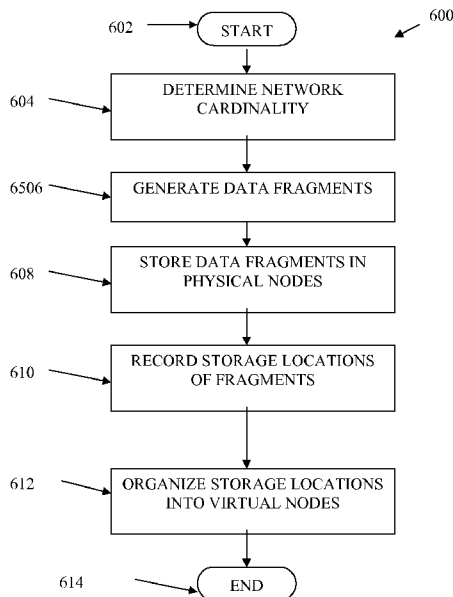 600
602
START
604
DETERMINE NETWORK
CARDINALITY
6506
GENERATE DATA FRAGMENTS
608
STORE DATA FRAGMENTS IN
PHYSICAL NODES
610
RECORD STORAGE LOCATIONS
OF FRAGMENTS
612
ORGANIZE STORAGE LOCATIONS
INTO VIRTUAL NODES
614
END